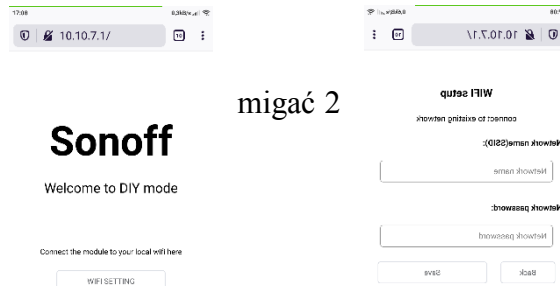 17:08
10.10.7.1/
10
Sonoff
Welcome to DIY mode
Connect the module to your local wifi here
WIFI SETTING
migać 2
10.10.7.1/
10
WIFI setup
connect to existing network
Network name(SSID):
Network name
Network password:
Network password
Save
Back